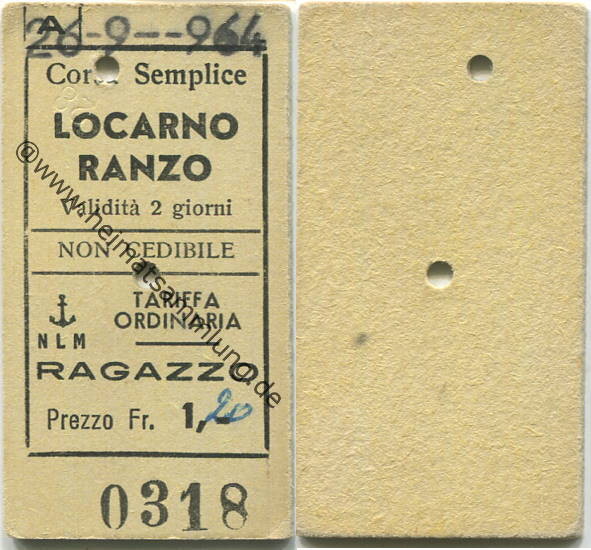 A
26-9--964
Corsa Semplice
LOCARNO
RANZO
Validità 2 giorni
NON CEDIBILE
TARIFFA
ORDINARIA
NLM
RAGAZZO
Prezzo Fr. 1,20
0318
@www.heimatsammlung.de